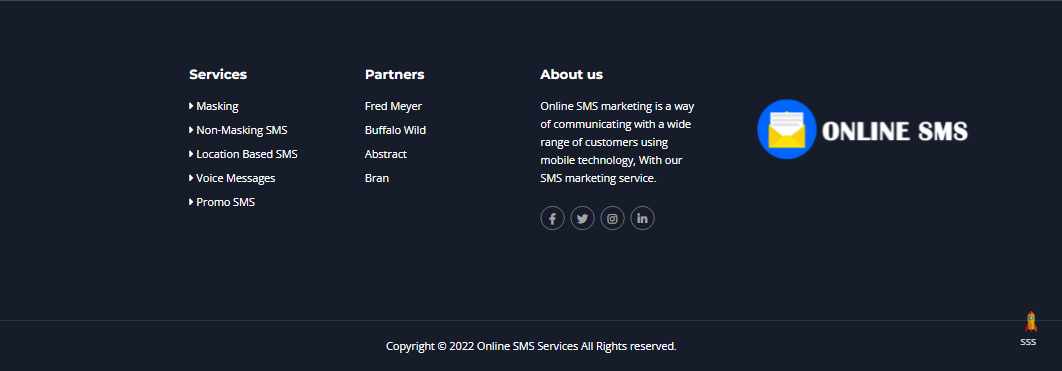 Services
Masking
Non-Masking SMS
Location Based SMS
Voice Messages
Promo SMS
Partners
Fred Meyer
Buffalo Wild
Abstract
Bran
About us
Online SMS marketing is a way
of communicating with a wide
range of customers using
mobile technology, With our
SMS marketing service.
ONLINE SMS
sss
Copyright © 2022 Online SMS Services All Rights reserved.